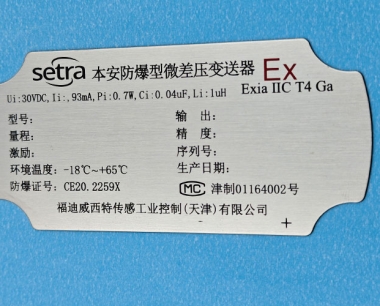 setra 本安防爆型微差压变送器 Ex
Ui:30VDC, Ii:, 93mA, Pi:0.7W, Ci:0.04uF, Li:1uH Exia IIC T4 Ga
型号: 输 出:
量程: 精 度:
激励: 序列号:
环境温度: -18℃~+65℃ 生产日期:
防爆证号: CE20.2259X MC 津制01164002号
福迪威西特传感工业控制(天津)有限公司
- +